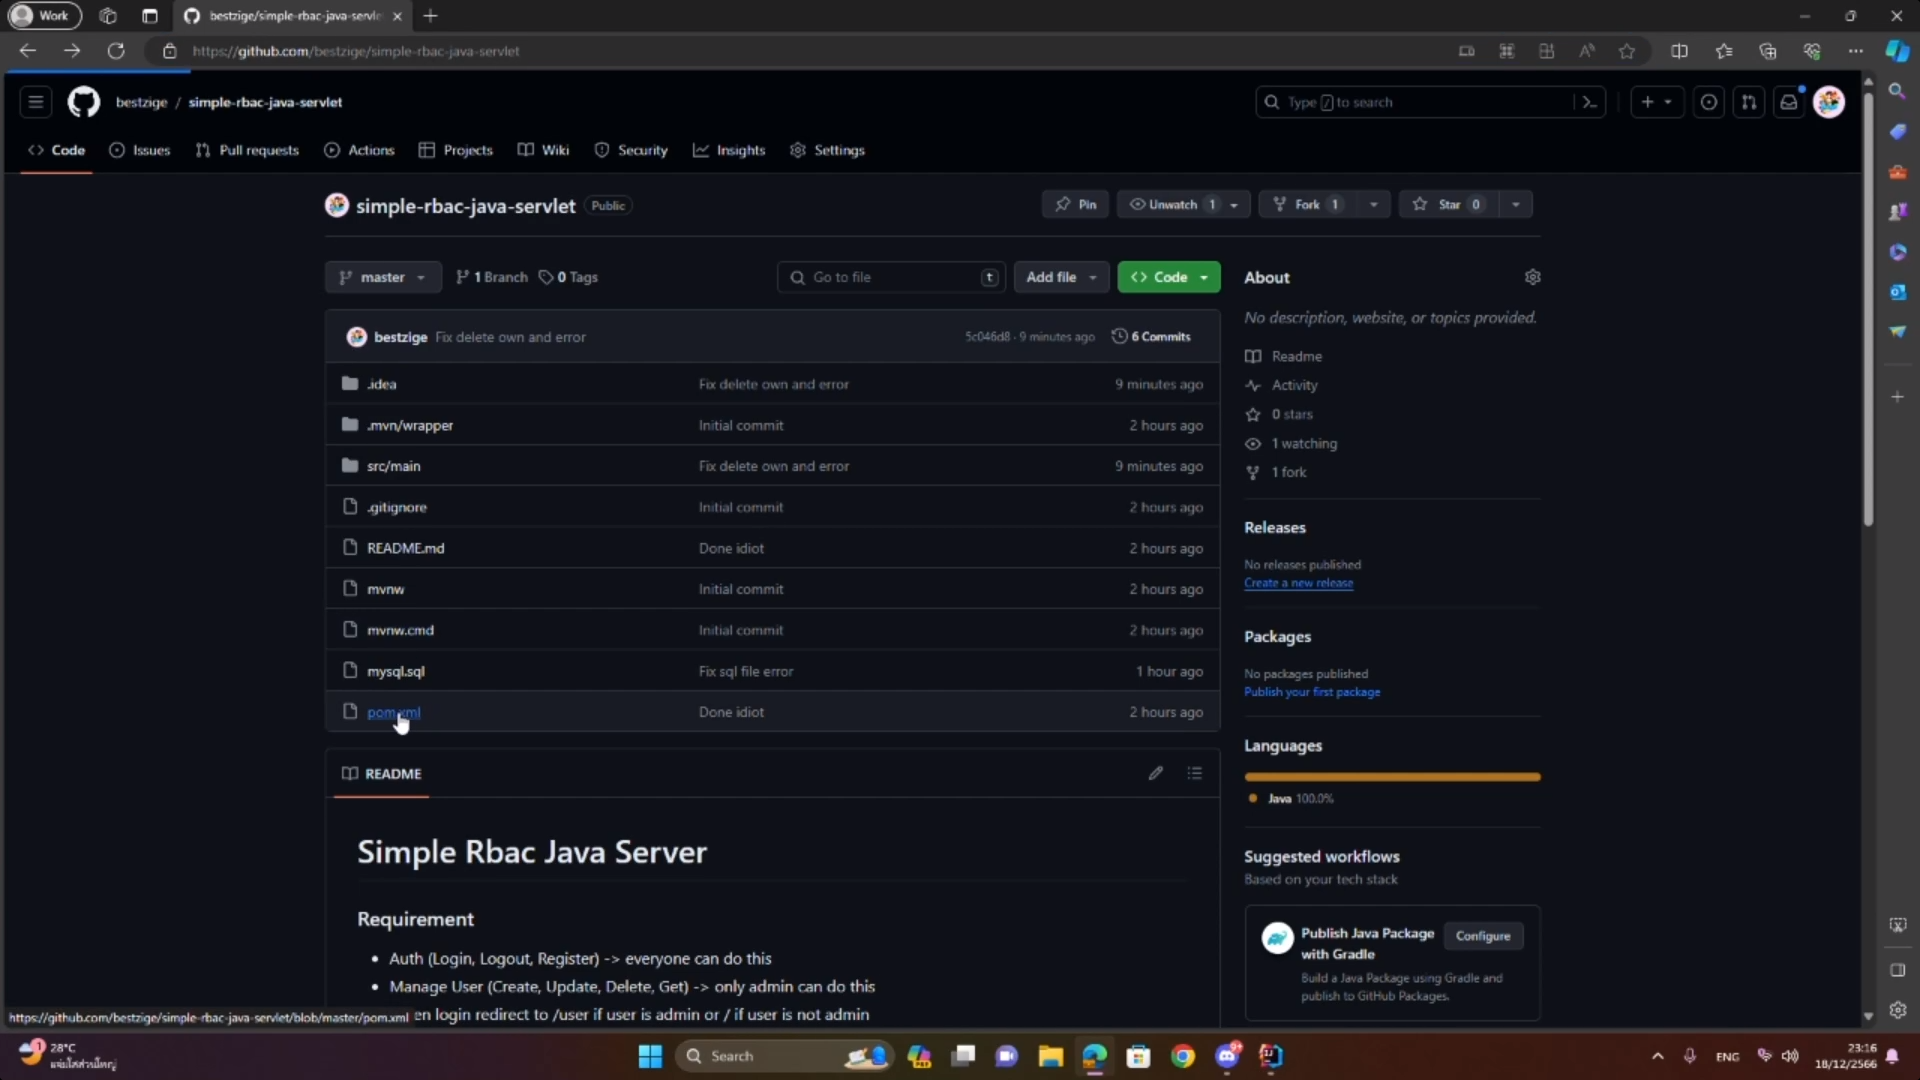 Work
bestzige/simple-rbac-java-servle
https://github.com/bestzige/simple-rbac-java-servlet
bestzige / simple-rbac-java-servlet
Type / to search
Code Issues Pull requests Actions Projects Wiki Security Insights Settings
simple-rbac-java-servlet Public
Pin Unwatch 1 Fork 1 Star 0
master 1 Branch 0 Tags Go to file t Add file Code
bestzige Fix delete own and error 5c046d8 · 9 minutes ago 6 Commits
.idea Fix delete own and error 9 minutes ago
.mvn/wrapper Initial commit 2 hours ago
src/main Fix delete own and error 9 minutes ago
.gitignore Initial commit 2 hours ago
README.md Done idiot 2 hours ago
mvnw Initial commit 2 hours ago
mvnw.cmd Initial commit 2 hours ago
mysql.sql Fix sql file error 1 hour ago
pom.xml Done idiot 2 hours ago
README
Simple Rbac Java Server
Requirement
Auth (Login, Logout, Register) -> everyone can do this
Manage User (Create, Update, Delete, Get) -> only admin can do this
en login redirect to /user if user is admin or / if user is not admin
https://github.com/bestzige/simple-rbac-java-servlet/blob/master/pom.xml
About
No description, website, or topics provided.
Readme
Activity
0 stars
1 watching
1 fork
Releases
No releases published
Create a new release
Packages
No packages published
Publish your first package
Languages
Java 100.0%
Suggested workflows
Based on your tech stack
Publish Java Package
with Gradle
Configure
Build a Java Package using Gradle and
publish to GitHub Packages.
28°C
Search
ENG
23:16
18/12/2566